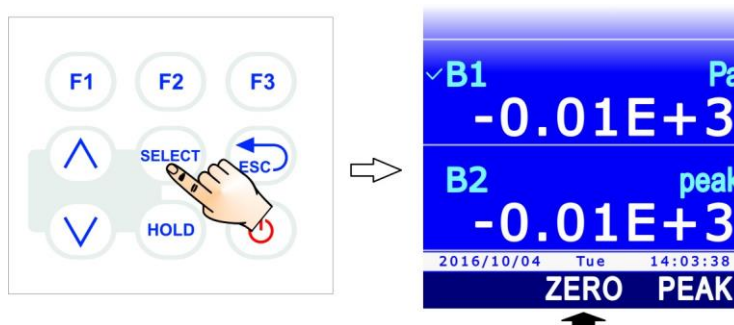 F1 F2 F3
SELECT ESC
HOLD
B1 Pa
-0.01E+3
B2 peak
-0.01E+3
2016/10/04 Tue 14:03:38
ZERO PEAK